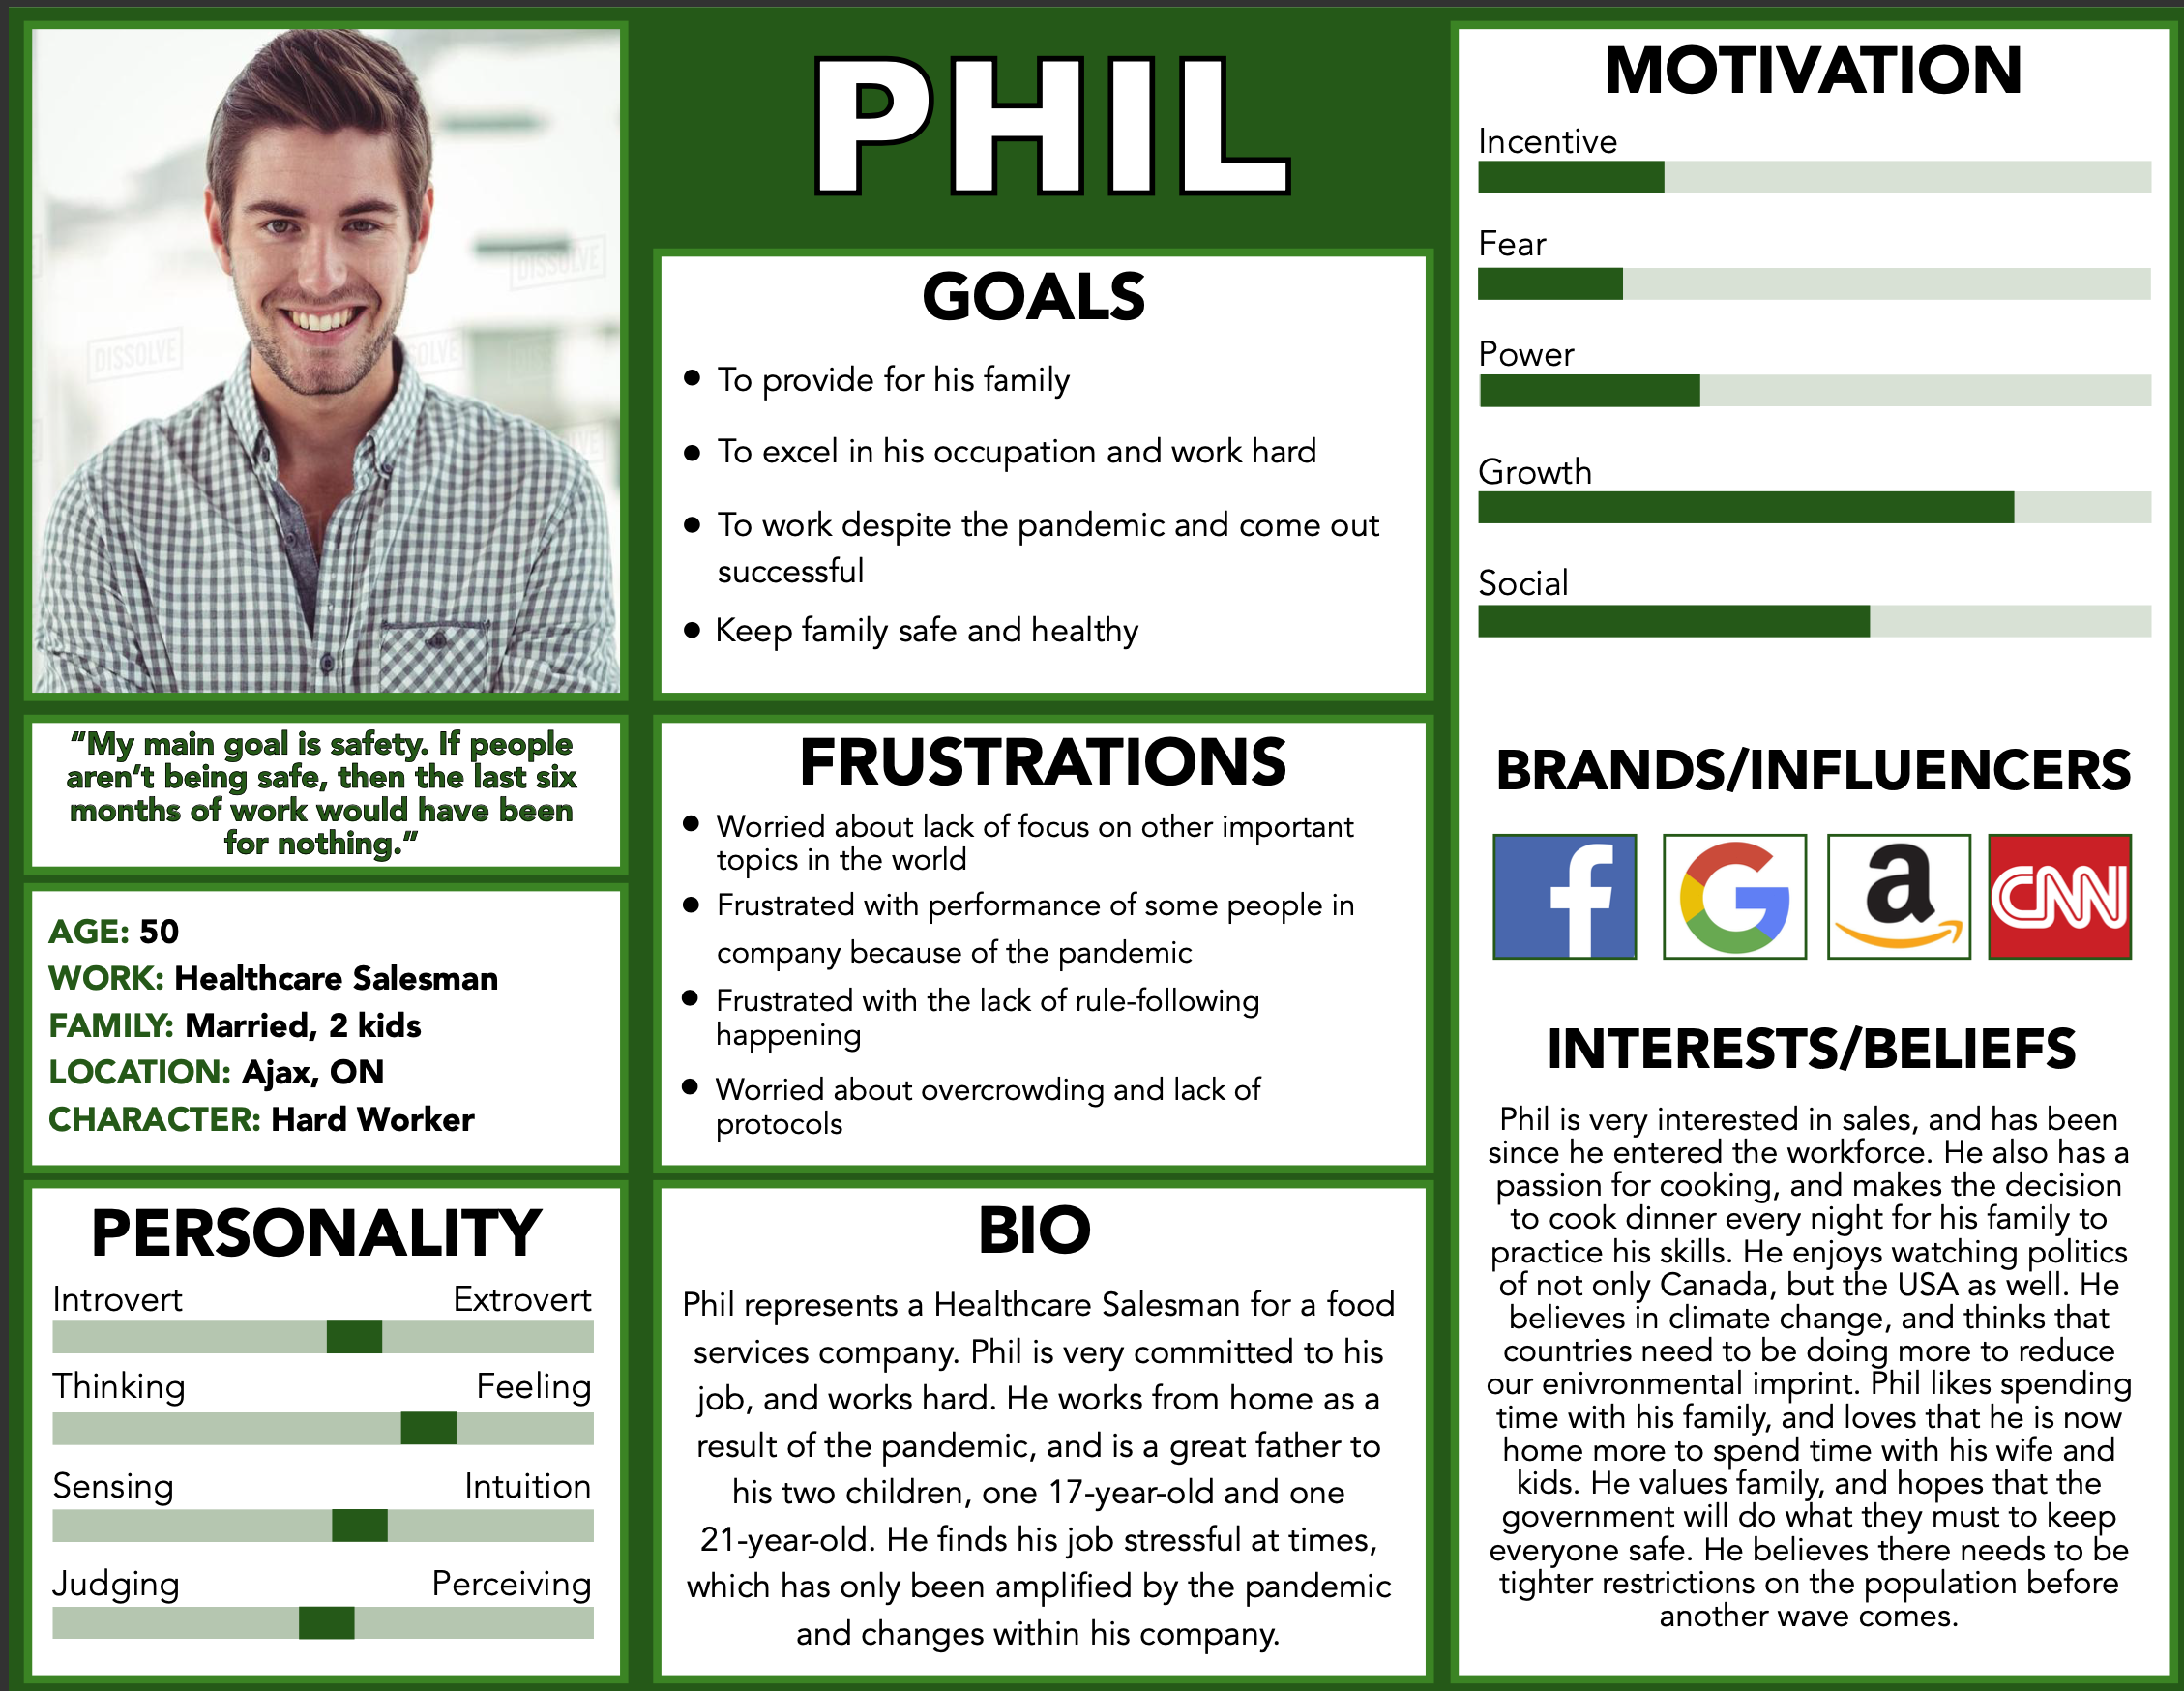 PHIL
DISSOLVE
DISSOLVE
"My main goal is safety. If people
aren't being safe, then the last six
months of work would have been
for nothing."
AGE: 50
WORK: Healthcare Salesman
FAMILY: Married, 2 kids
LOCATION: Ajax, ON
CHARACTER: Hard Worker
PERSONALITY
Introvert Extrovert
Thinking Feeling
Sensing Intuition
Judging Perceiving
GOALS
• To provide for his family
• To excel in his occupation and work hard
• To work despite the pandemic and come out
successful
• Keep family safe and healthy
FRUSTRATIONS
• Worried about lack of focus on other important
topics in the world
• Frustrated with performance of some people in
company because of the pandemic
• Frustrated with the lack of rule-following
happening
• Worried about overcrowding and lack of
protocols
BIO
Phil represents a Healthcare Salesman for a food
services company. Phil is very committed to his
job, and works hard. He works from home as a
result of the pandemic, and is a great father to
his two children, one 17-year-old and one
21-year-old. He finds his job stressful at times,
which has only been amplified by the pandemic
and changes within his company.
MOTIVATION
Incentive
Fear
Power
Growth
Social
BRANDS/INFLUENCERS
f G a CNN
INTERESTS/BELIEFS
Phil is very interested in sales, and has been
since he entered the workforce. He also has a
passion for cooking, and makes the decision
to cook dinner every night for his family to
practice his skills. He enjoys watching politics
of not only Canada, but the USA as well. He
believes in climate change, and thinks that
countries need to be doing more to reduce
our enivronmental imprint. Phil likes spending
time with his family, and loves that he is now
home more to spend time with his wife and
kids. He values family, and hopes that the
government will do what they must to keep
everyone safe. He believes there needs to be
tighter restrictions on the population before
another wave comes.